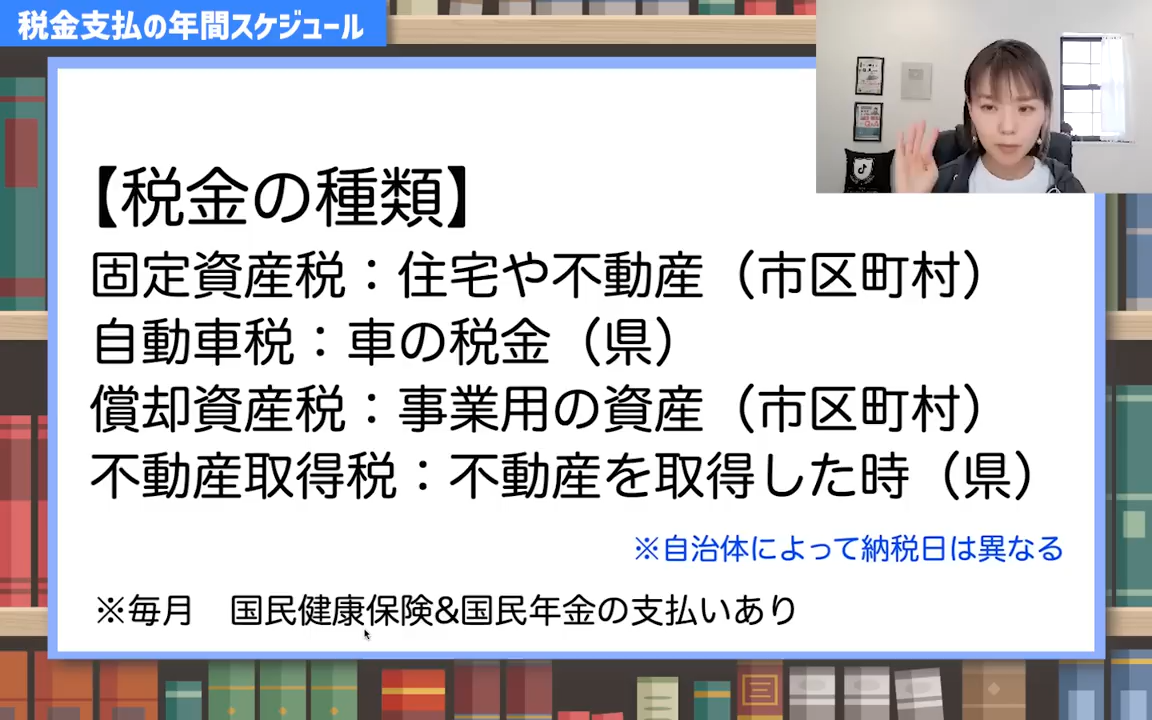 税金支払の年間スケジュール
【税金の種類】
固定資産税：住宅や不動産（市区町村）
自動車税：車の税金（県）
償却資産税：事業用の資産（市区町村）
不動産取得税：不動産を取得した時（県）
※自治体によって納税日は異なる
※毎月　国民健康保険&国民年金の支払いあり